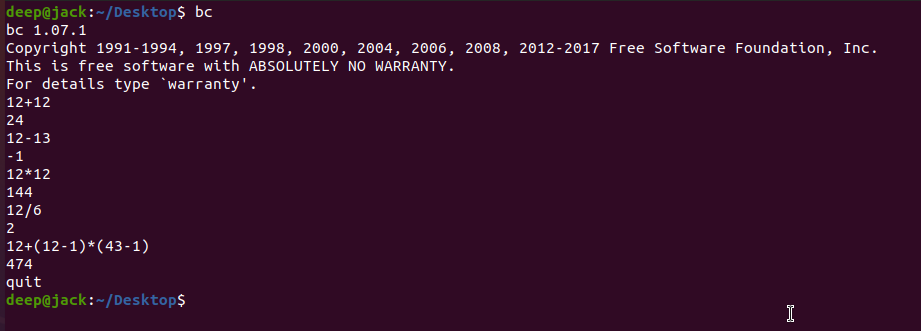 deep@jack:~/Desktop$ bc
bc 1.07.1
Copyright 1991-1994, 1997, 1998, 2000, 2004, 2006, 2008, 2012-2017 Free Software Foundation, Inc.
This is free software with ABSOLUTELY NO WARRANTY.
For details type `warranty'.
12+12
24
12-13
-1
12*12
144
12/6
2
12+(12-1)*(43-1)
474
quit
deep@jack:~/Desktop$